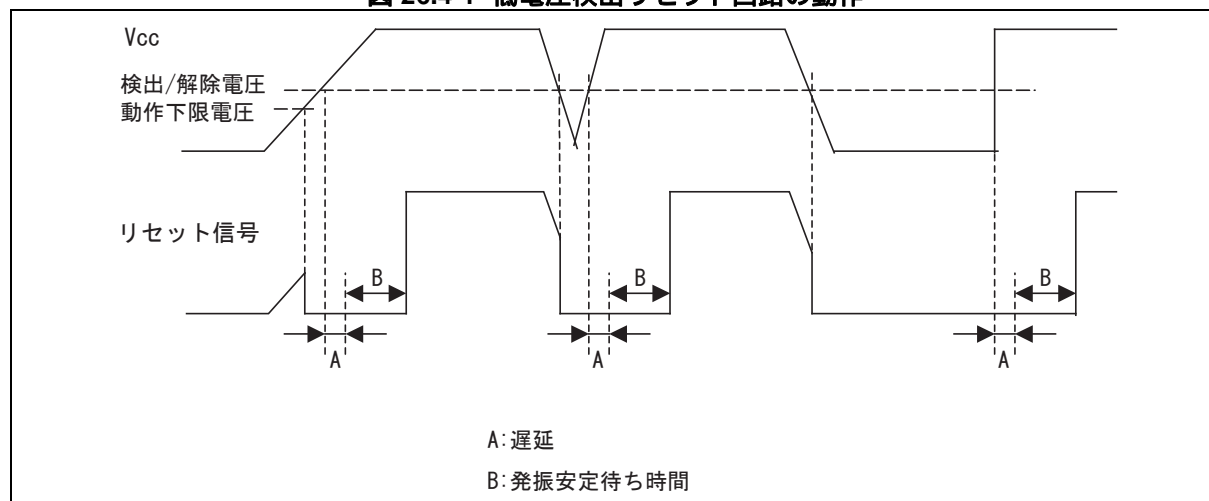 図 26.4-1 低電圧検出リセット回路の動作
Vcc
検出/解除電圧
動作下限電圧
リセット信号
B
B
B
A
A
A
A:遅延
B:発振安定待ち時間